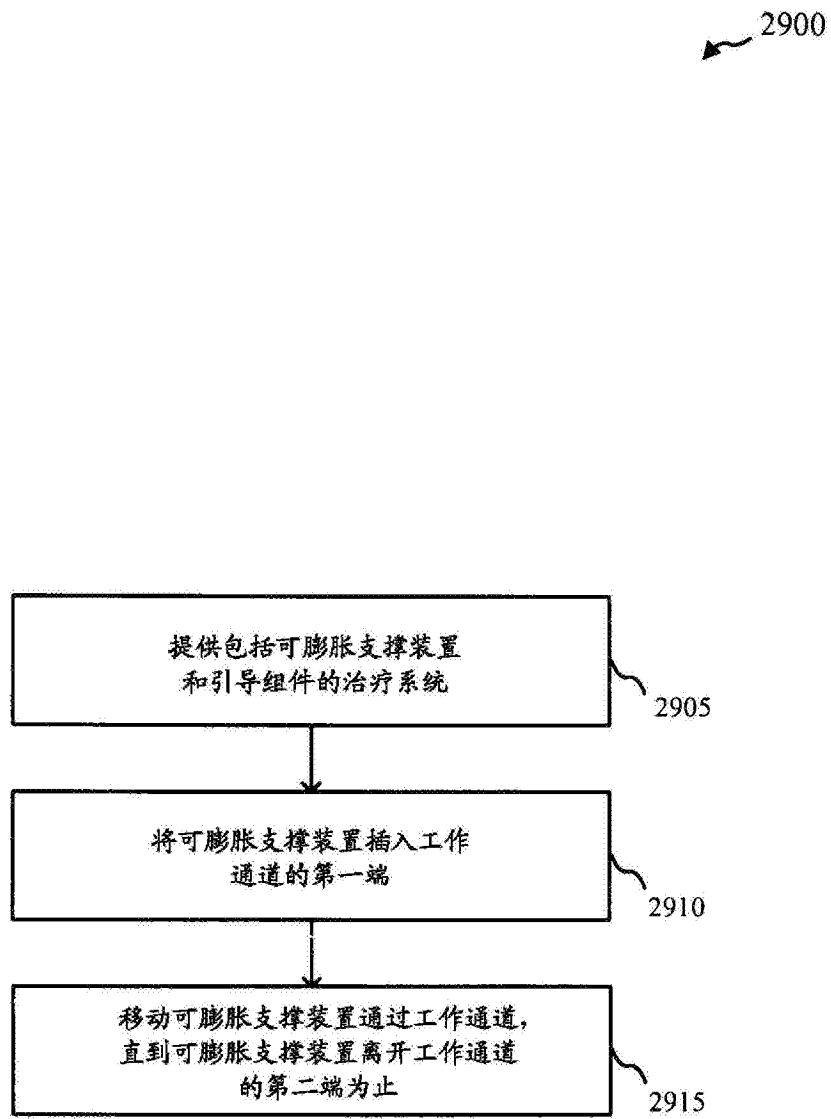 2900
提供包括可膨胀支撑装置
和引导组件的治疗系统
2905
将可膨胀支撑装置插入工作
通道的第一端
2910
移动可膨胀支撑装置通过工作通道，
直到可膨胀支撑装置离开工作通道
的第二端为止
2915